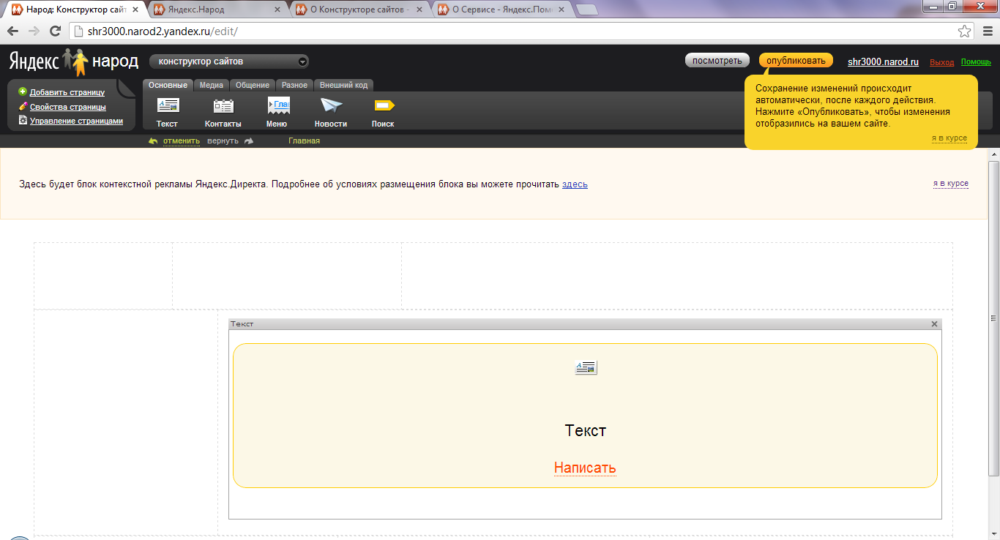 Народ: Конструктор сайт
Яндекс.Народ
О Конструкторе сайтов -
О Сервисе - Яндекс.Пом
shr3000.narod2.yandex.ru/edit/
Яндекс народ
конструктор сайтов
посмотреть
опубликовать
shr3000.narod.ru
Выход
Помощь
Добавить страницу
Свойства страницы
Управление страницами
Основные
Медиа
Общение
Разное
Внешний код
Гла
Текст
Контакты
Меню
Новости
Поиск
Сохранение изменений происходит
автоматически, после каждого действия.
Нажмите «Опубликовать», чтобы изменения
отобразились на вашем сайте.
я в курсе
отменить
вернуть
Главная
Здесь будет блок контекстной рекламы Яндекс.Директа. Подробнее об условиях размещения блока вы можете прочитать здесь
я в курсе
Текст
Текст
Написать